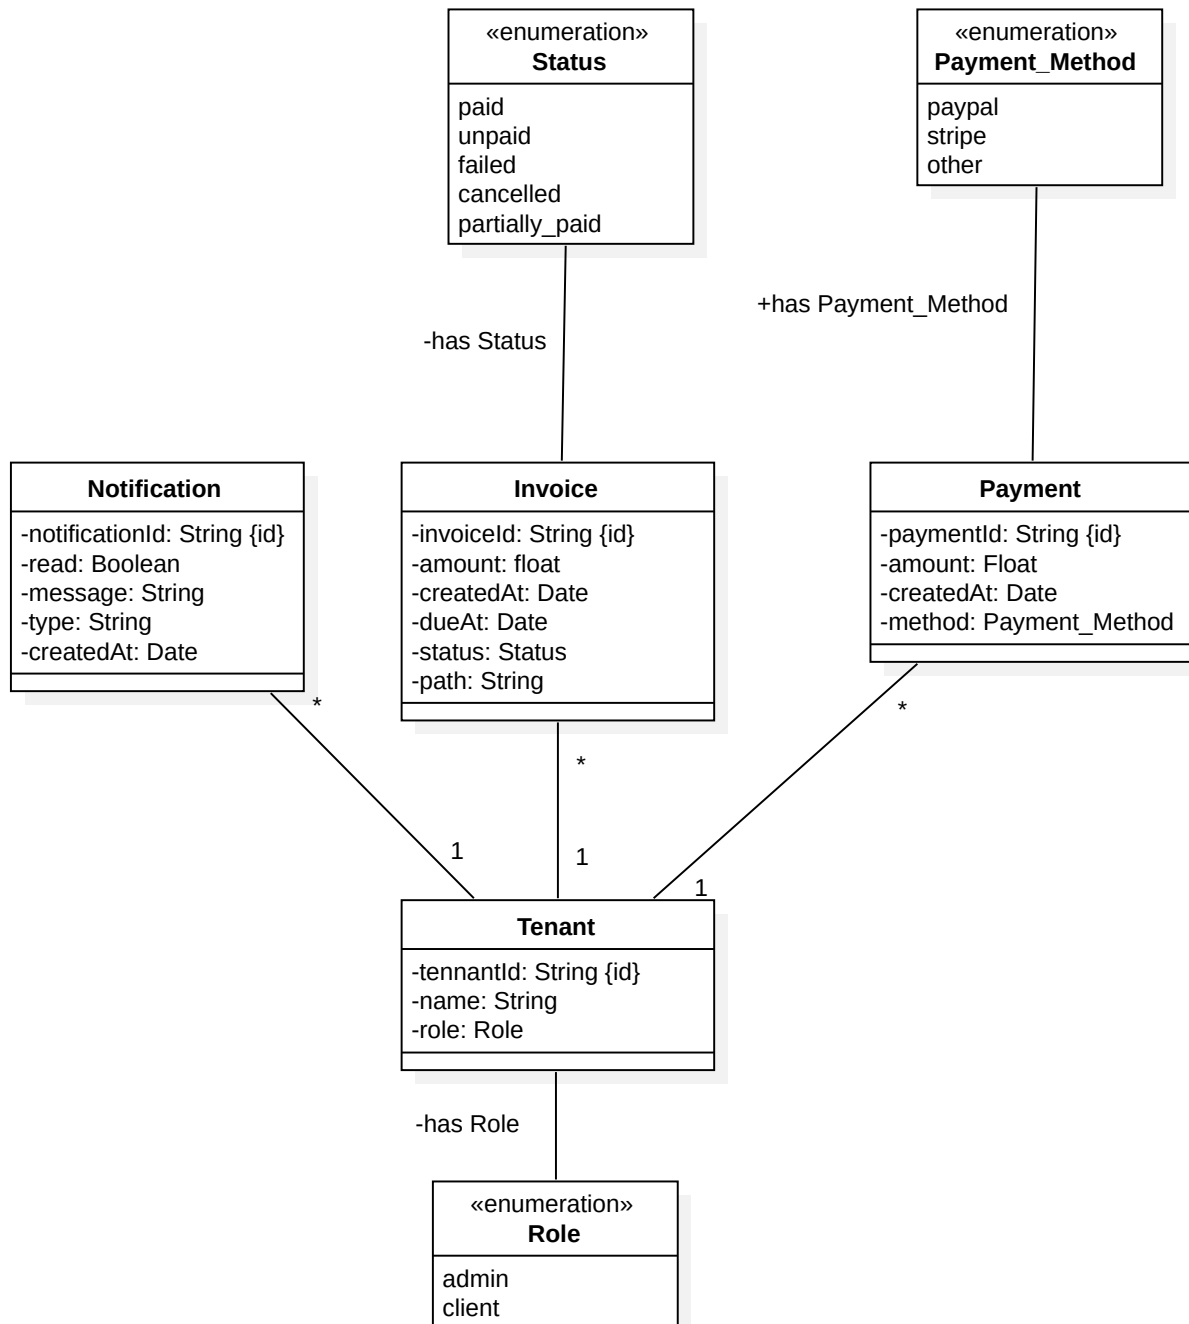 «enumeration»
Status
paid
unpaid
failed
cancelled
partially_paid
«enumeration»
Payment_Method
paypal
stripe
other
-has Status
+has Payment_Method
Notification
-notificationId: String {id}
-read: Boolean
-message: String
-type: String
-createdAt: Date
Invoice
-invoiceId: String {id}
-amount: float
-createdAt: Date
-dueAt: Date
-status: Status
-path: String
Payment
-paymentId: String {id}
-amount: Float
-createdAt: Date
-method: Payment_Method
*
*
*
1
1
1
Tenant
-tennantId: String {id}
-name: String
-role: Role
-has Role
«enumeration»
Role
admin
client